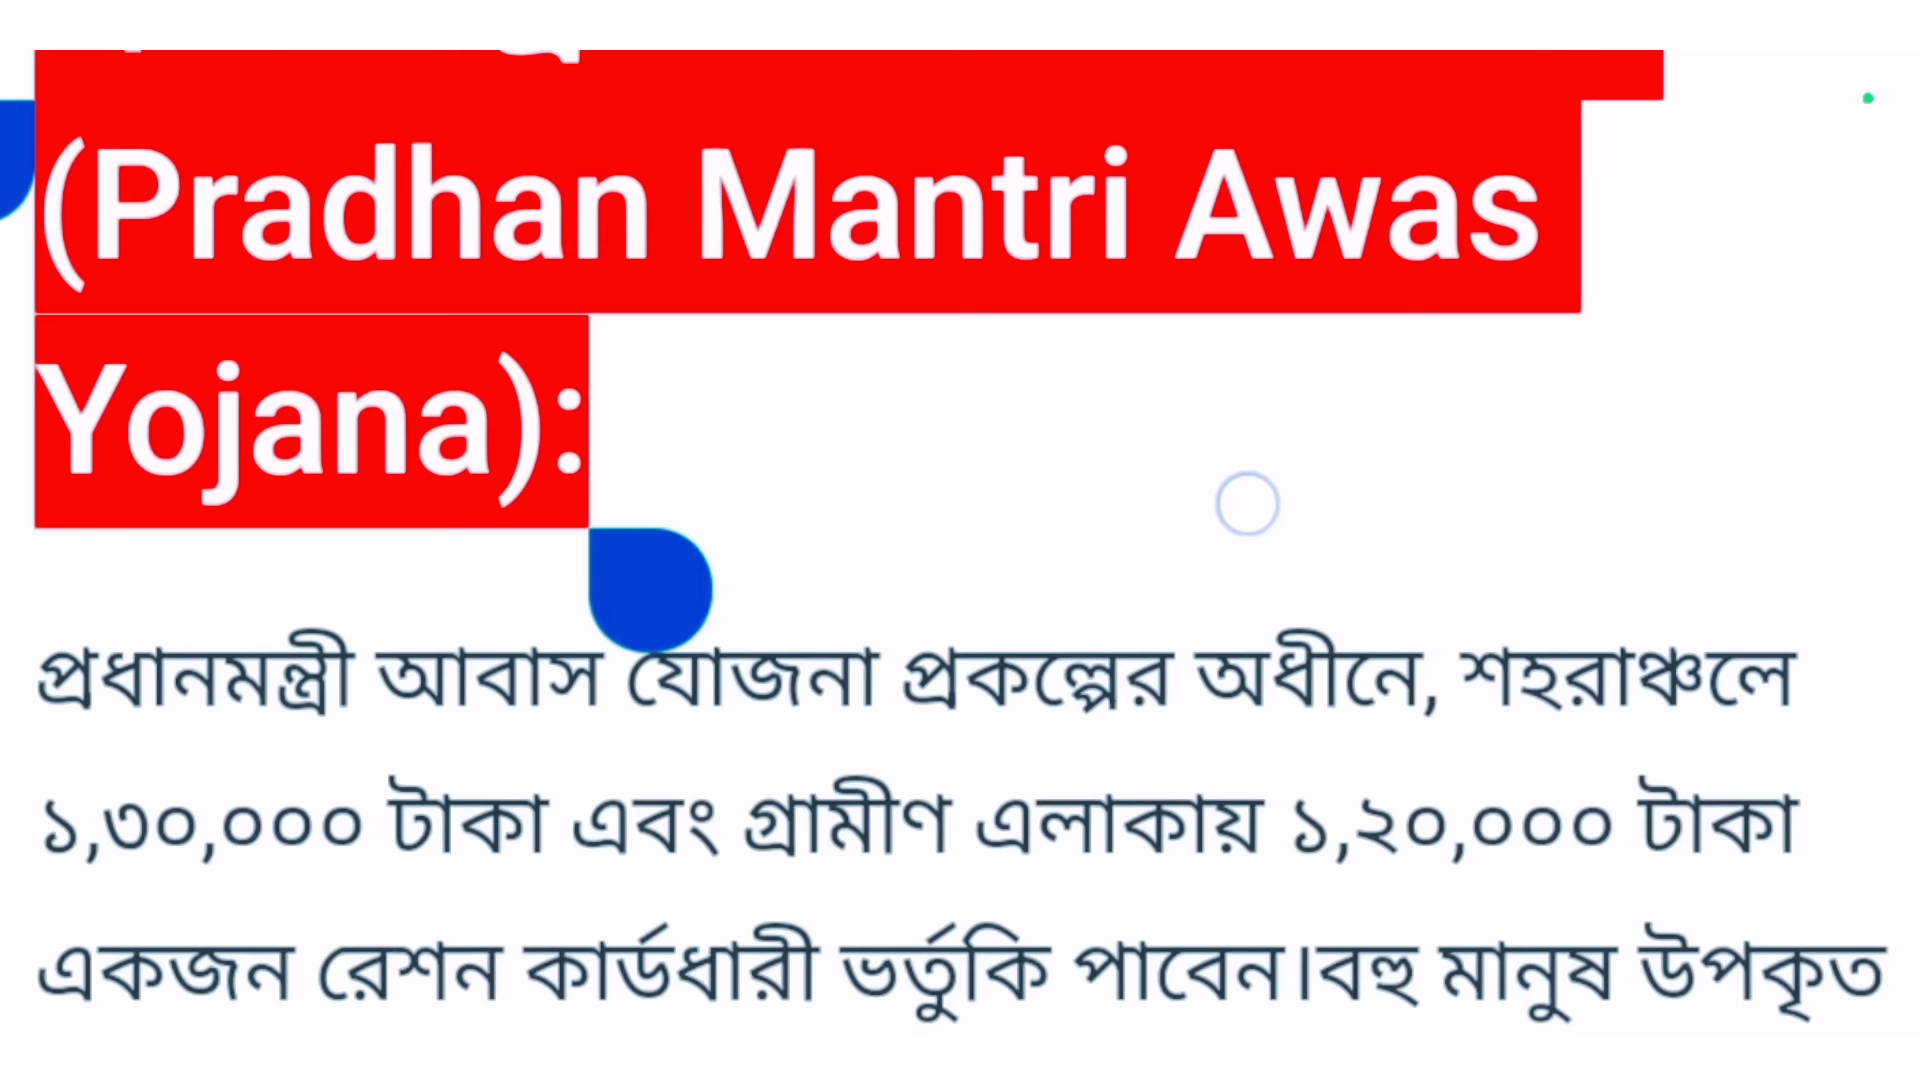 (Pradhan Mantri Awas
Yojana):
প্রধানমন্ত্রী আবাস যোজনা প্রকল্পের অধীনে, শহরাঞ্চলে
১,৩০,০০০ টাকা এবং গ্রামীণ এলাকায় ১,২০,০০০ টাকা
একজন রেশন কার্ডধারী ভর্তুকি পাবেন।বহু মানুষ উপকৃত